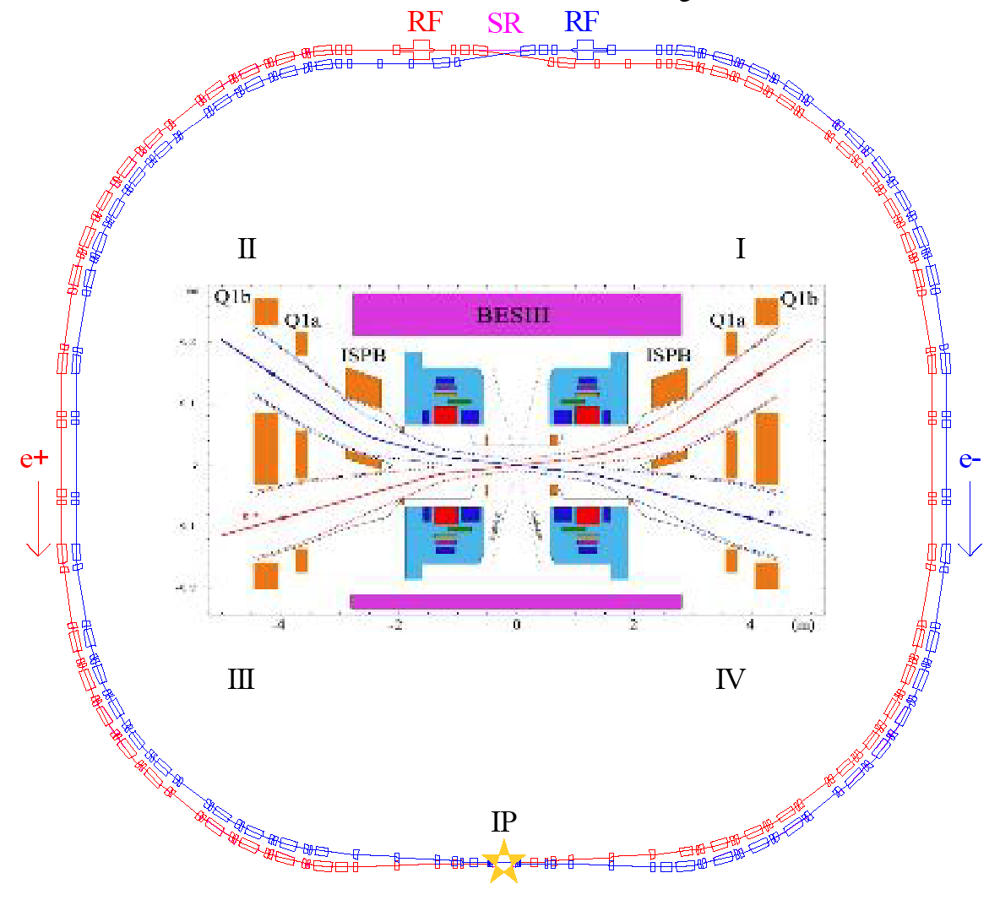 RF SR RF
II I
Q1b Q1b
Q1a BESIII Q1a
ISPB ISPB
e+ e-
-4 -2 0 2 4 (m)
III IV
IP